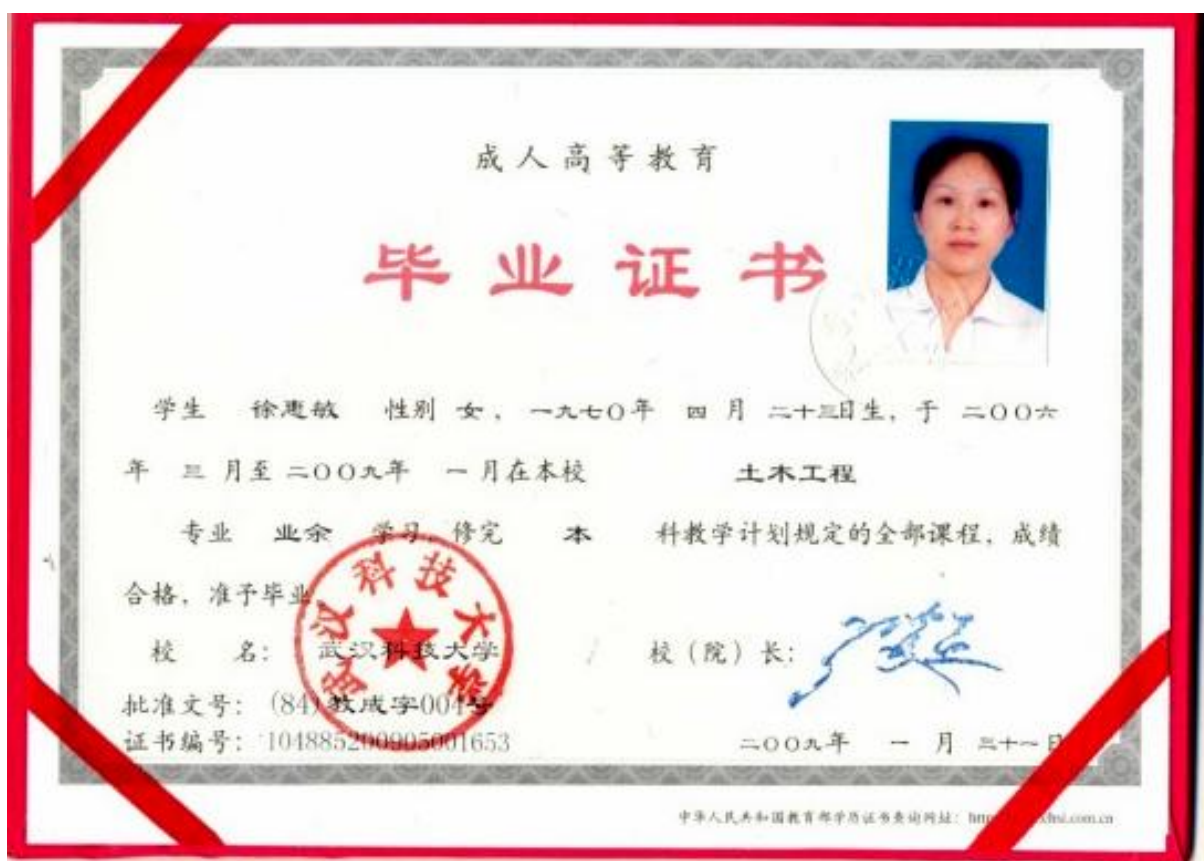 成人高等教育
毕业证书
学生 徐惠敏 性别 女，一九七〇年 四 月 二十三日生，于 二〇〇六
年 三 月至 二〇〇九年 一 月在本校 土木工程
专业 业余 学习，修完 本 科教学计划规定的全部课程，成绩
合格，准予毕业
校 名： 武汉科技大学
武汉科技大学
校（院）长：
批准文号：(84)教成字004号
证书编号：104885200905001653
二〇〇九年 一 月 三十一日
中华人民共和国教育部学历证书查询网址：